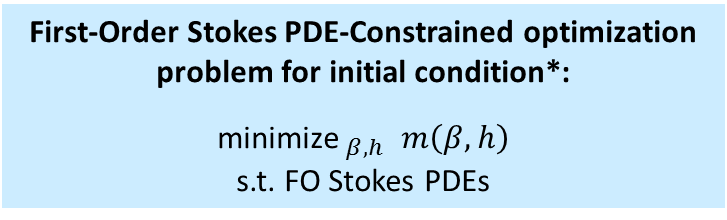 First-Order Stokes PDE-Constrained optimization
problem for initial condition*:
minimize β,h m(β, h)
s.t. FO Stokes PDEs